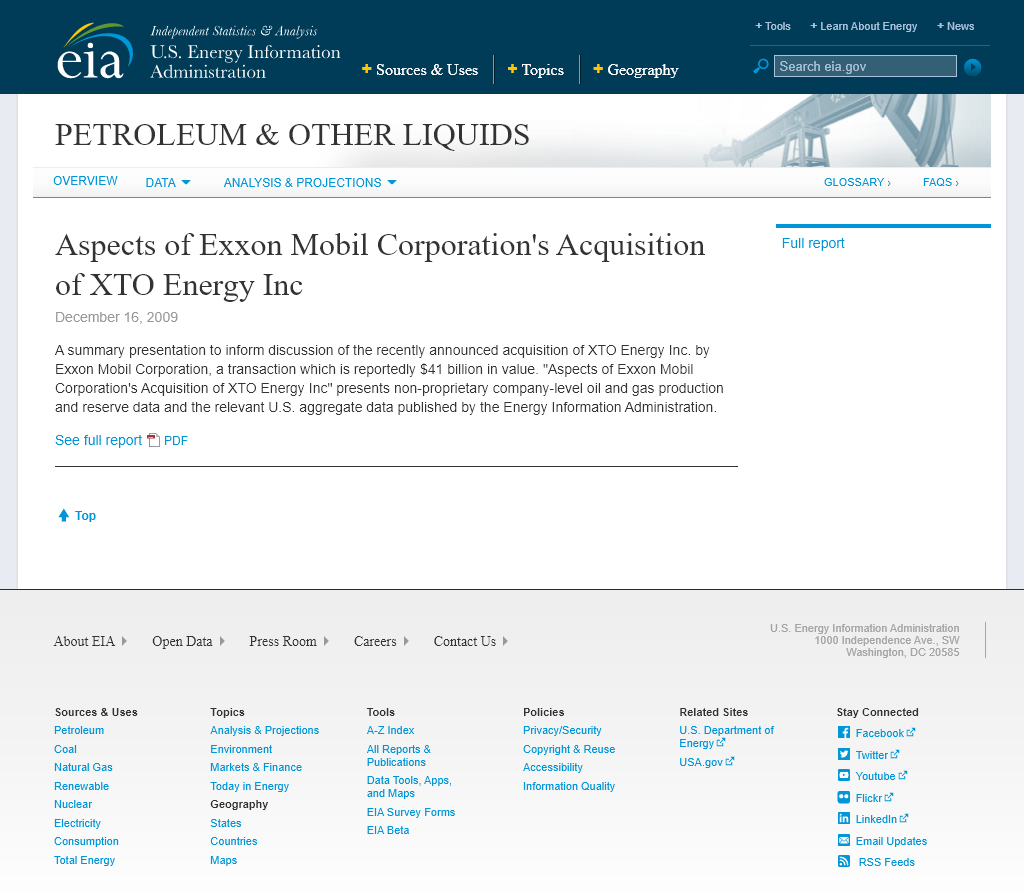 + Tools + Learn About Energy + News
eia
Independent Statistics & Analysis
U.S. Energy Information
Administration
+ Sources & Uses + Topics + Geography
Search eia.gov
PETROLEUM & OTHER LIQUIDS
OVERVIEW DATA ANALYSIS & PROJECTIONS GLOSSARY › FAQS ›
Aspects of Exxon Mobil Corporation's Acquisition
of XTO Energy Inc
December 16, 2009
A summary presentation to inform discussion of the recently announced acquisition of XTO Energy Inc. by
Exxon Mobil Corporation, a transaction which is reportedly $41 billion in value. "Aspects of Exxon Mobil
Corporation's Acquisition of XTO Energy Inc" presents non-proprietary company-level oil and gas production
and reserve data and the relevant U.S. aggregate data published by the Energy Information Administration.
See full report PDF
Full report
Top
About EIA Open Data Press Room Careers Contact Us
U.S. Energy Information Administration
1000 Independence Ave., SW
Washington, DC 20585
Sources & Uses
Petroleum
Coal
Natural Gas
Renewable
Nuclear
Electricity
Consumption
Total Energy
Topics
Analysis & Projections
Environment
Markets & Finance
Today in Energy
Geography
States
Countries
Maps
Tools
A-Z Index
All Reports &
Publications
Data Tools, Apps,
and Maps
EIA Survey Forms
EIA Beta
Policies
Privacy/Security
Copyright & Reuse
Accessibility
Information Quality
Related Sites
U.S. Department of
Energy
USA.gov
Stay Connected
Facebook
Twitter
Youtube
Flickr
LinkedIn
Email Updates
RSS Feeds